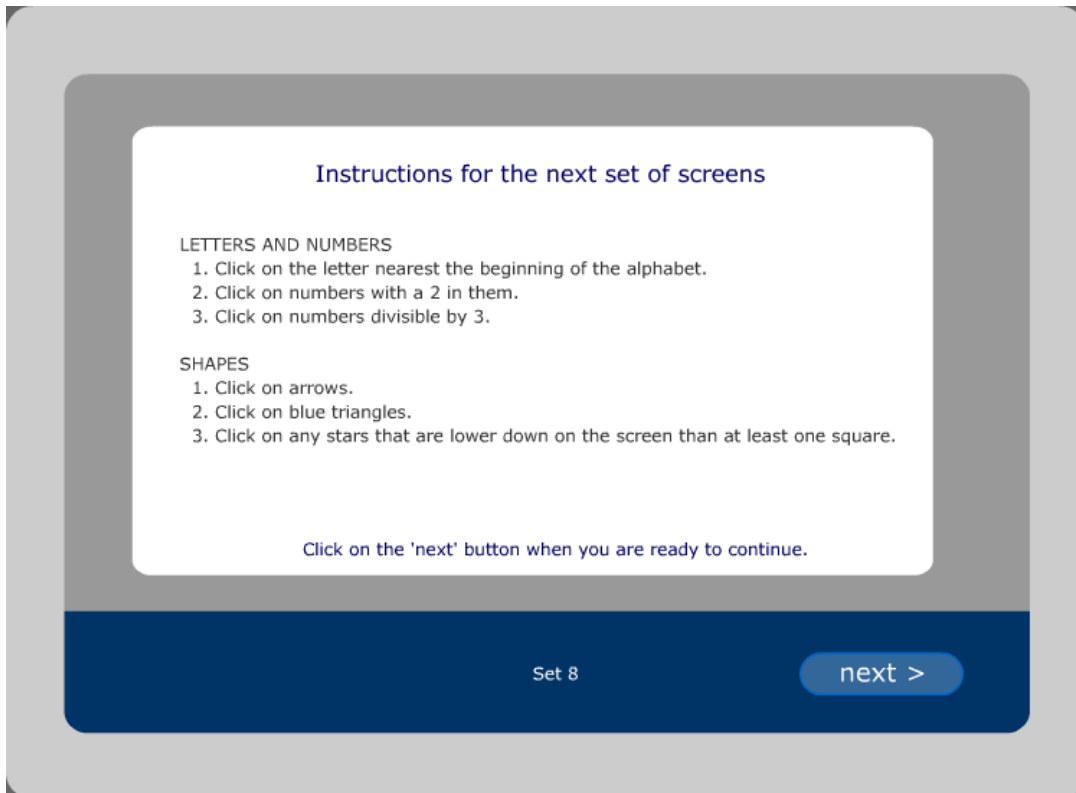 Instructions for the next set of screens
LETTERS AND NUMBERS
1. Click on the letter nearest the beginning of the alphabet.
2. Click on numbers with a 2 in them.
3. Click on numbers divisible by 3.
SHAPES
1. Click on arrows.
2. Click on blue triangles.
3. Click on any stars that are lower down on the screen than at least one square.
Click on the 'next' button when you are ready to continue.
Set 8
next >